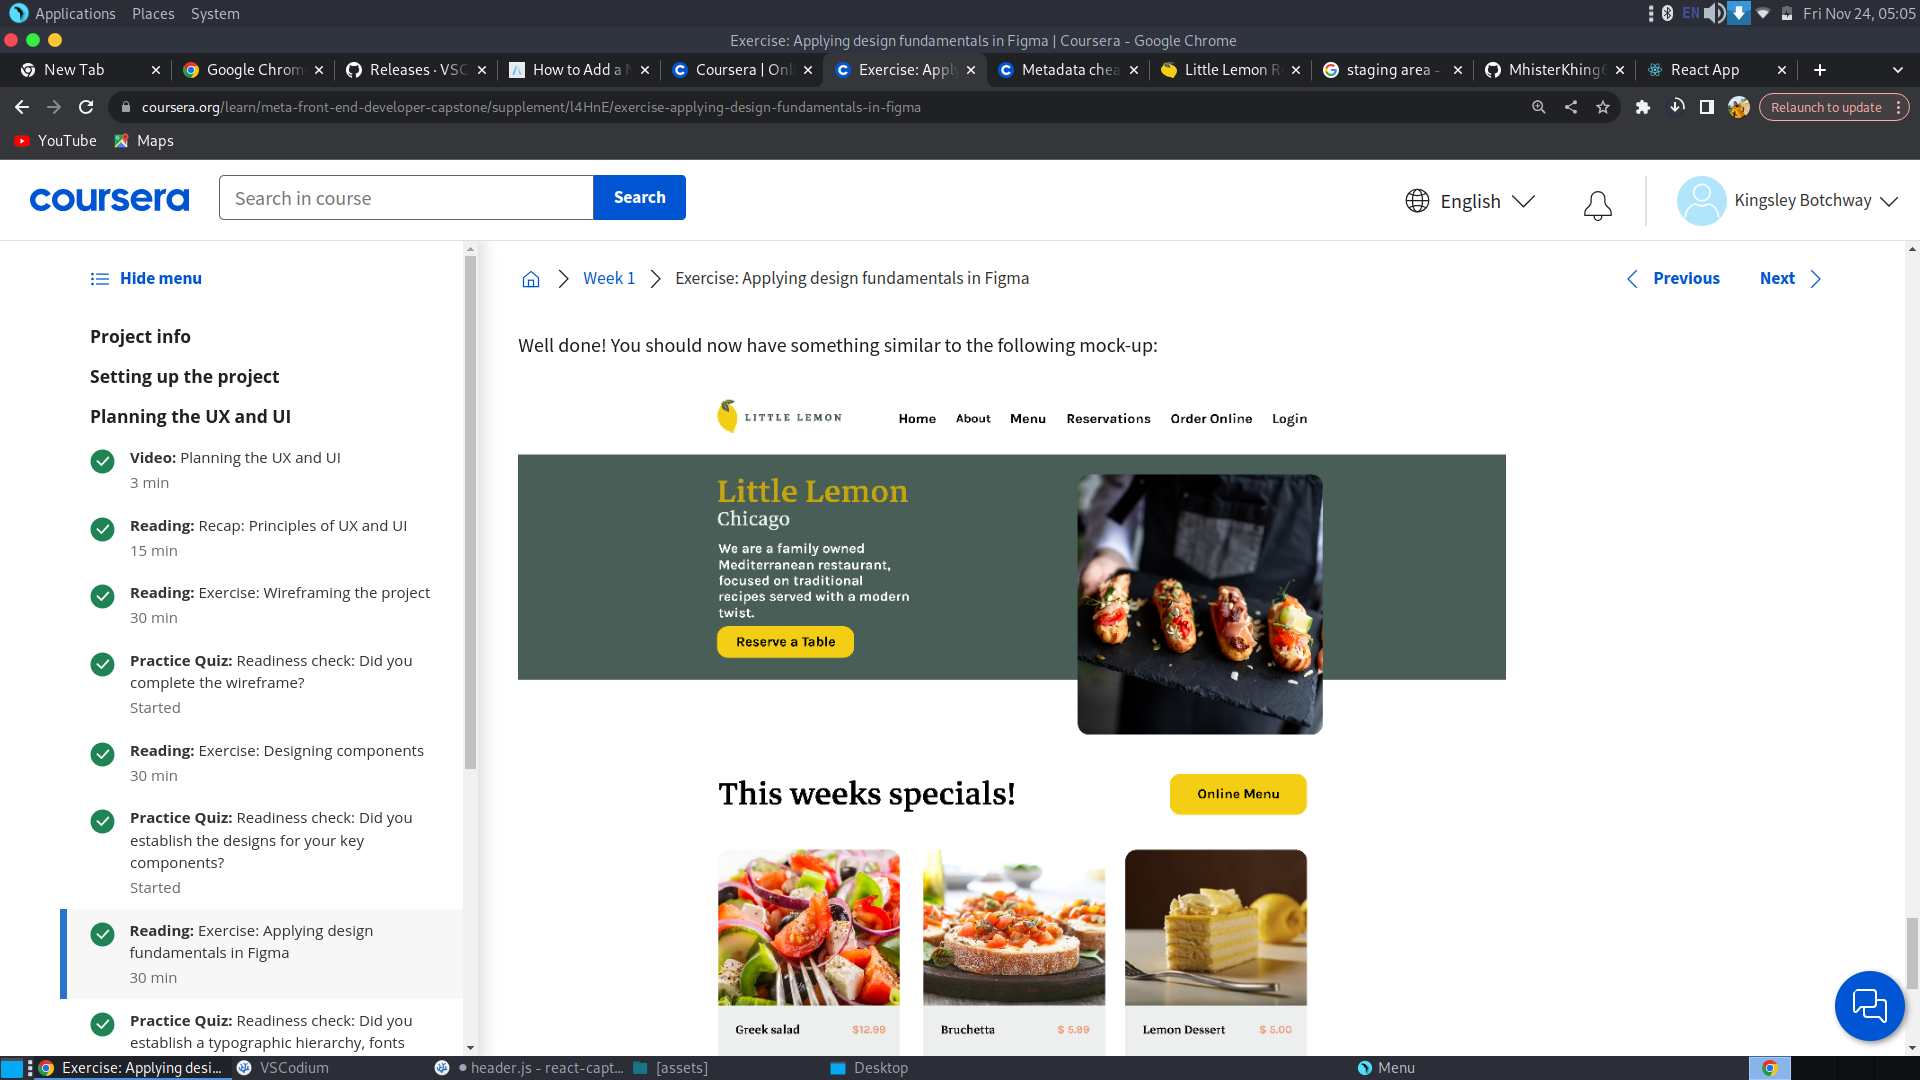 Applications Places System
EN Fri Nov 24, 05:05
Exercise: Applying design fundamentals in Figma | Coursera - Google Chrome
New Tab
Google Chrom
Releases · VSC
How to Add a
Coursera | Onl
Exercise: Appl
Metadata chea
Little Lemon R
staging area -
MhisterKhing
React App
coursera.org/learn/meta-front-end-developer-capstone/supplement/l4HnE/exercise-applying-design-fundamentals-in-figma
Relaunch to update
YouTube Maps
coursera
Search in course
Search
English
Kingsley Botchway
Hide menu
Project info
Setting up the project
Planning the UX and UI
Video: Planning the UX and UI
3 min
Reading: Recap: Principles of UX and UI
15 min
Reading: Exercise: Wireframing the project
30 min
Practice Quiz: Readiness check: Did you
complete the wireframe?
Started
Reading: Exercise: Designing components
30 min
Practice Quiz: Readiness check: Did you
establish the designs for your key
components?
Started
Reading: Exercise: Applying design
fundamentals in Figma
30 min
Practice Quiz: Readiness check: Did you
establish a typographic hierarchy, fonts
Week 1
Exercise: Applying design fundamentals in Figma
Previous
Next
Well done! You should now have something similar to the following mock-up:
LITTLE LEMON
Home About Menu Reservations Order Online Login
Little Lemon
Chicago
We are a family owned
Mediterranean restaurant,
focused on traditional
recipes served with a modern
twist.
Reserve a Table
This weeks specials!
Online Menu
Greek salad $12.99
Bruchetta $ 5.99
Lemon Dessert $ 5.00
Exercise: Applying desi...
VSCodium
header.js - react-capt...
[assets]
Desktop
Menu